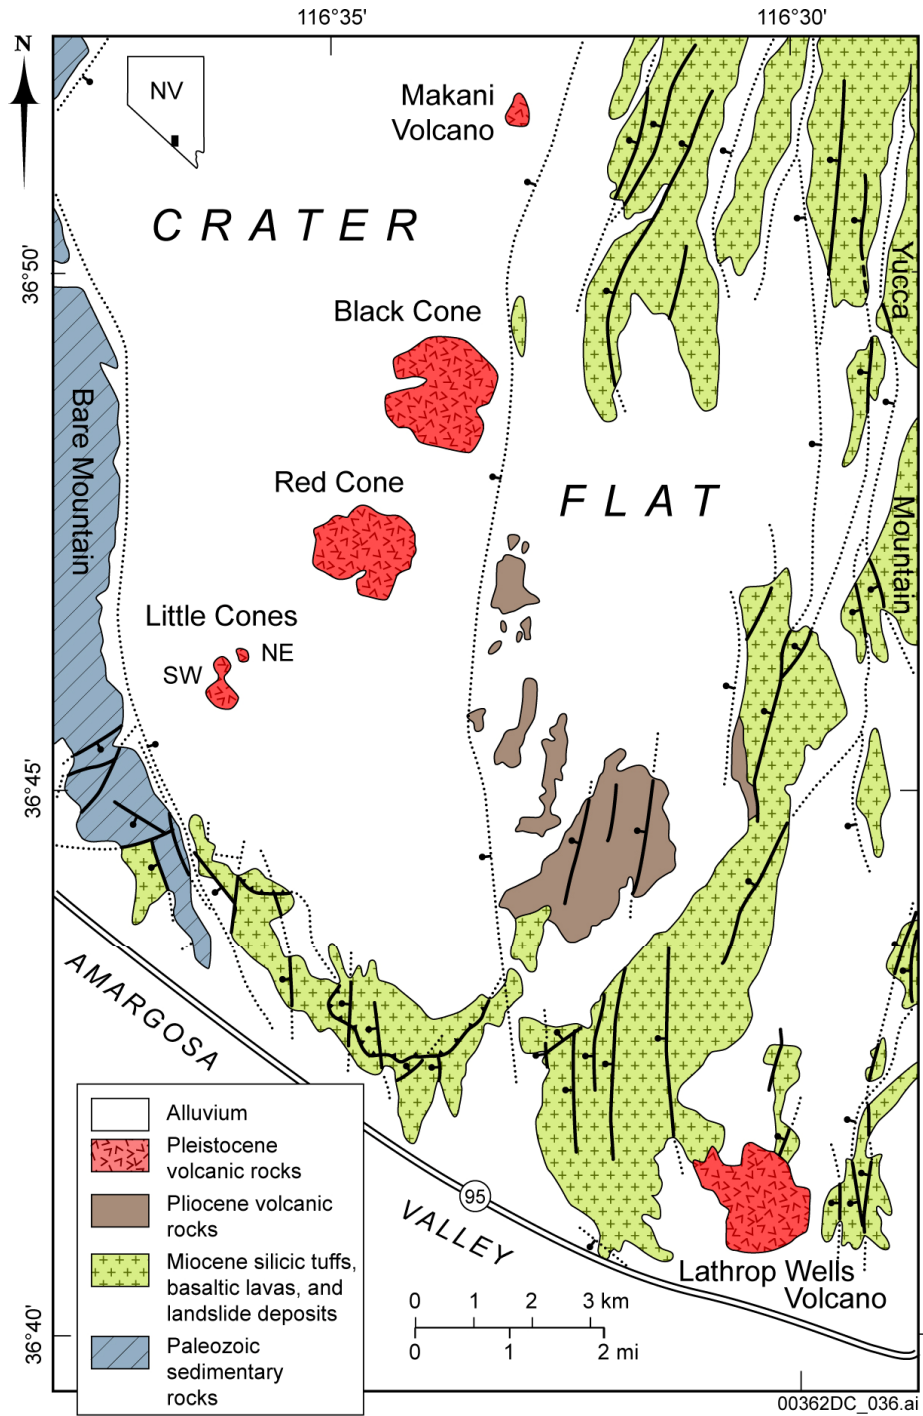 116°35'
116°30'
N
NV
Makani
Volcano
CRATER
36°50'
Yucca
Black Cone
Bare Mountain
Red Cone
FLAT
Mountain
Little Cones
NE
SW
36°45'
AMARGOSA
VALLEY
95
Alluvium
Pleistocene
volcanic rocks
Pliocene volcanic
rocks
Miocene silicic tuffs,
basaltic lavas, and
landslide deposits
Paleozoic
sedimentary
rocks
Lathrop Wells
Volcano
0 1 2 3 km
0 1 2 mi
36°40'
00362DC_036.ai